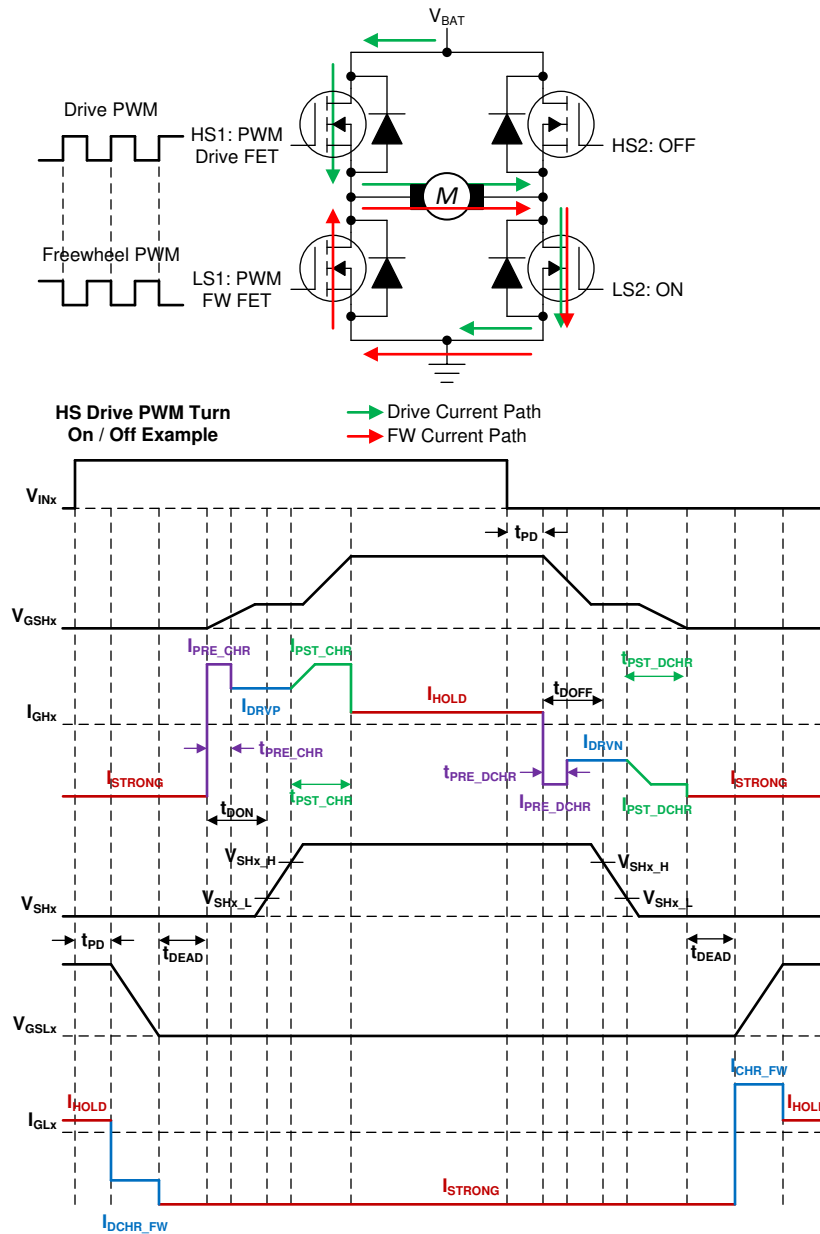 VBAT
Drive PWM
HS1: PWM
Drive FET
HS2: OFF
M
Freewheel PWM
LS1: PWM
FW FET
LS2: ON
HS Drive PWM Turn
On / Off Example
Drive Current Path
FW Current Path
VINx
tPD
VGSHx
IPRE_CHR
IPST_CHR
tPST_DCHR
IHOLD
tDOFF
IDRVP
IGHx
IDRVN
tPRE_CHR
tPRE_DCHR
ISTRONG
ISTRONG
tPST_CHR
IPRE_DCHR
IPST_DCHR
tDON
VSHx_H
VSHx_H
VSHx_L
VSHx_L
VSHx
tPD
tDEAD
tDEAD
VGSLx
ICHR_FW
IHOLD
IHOLD
IGLx
ISTRONG
IDCHR_FW